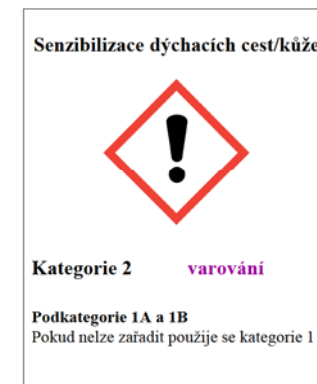 Senzibilizace dýchacích cest/kůže
Kategorie 2 varování
Podkategorie 1A a 1B
Pokud nelze zařadit použije se kategorie 1